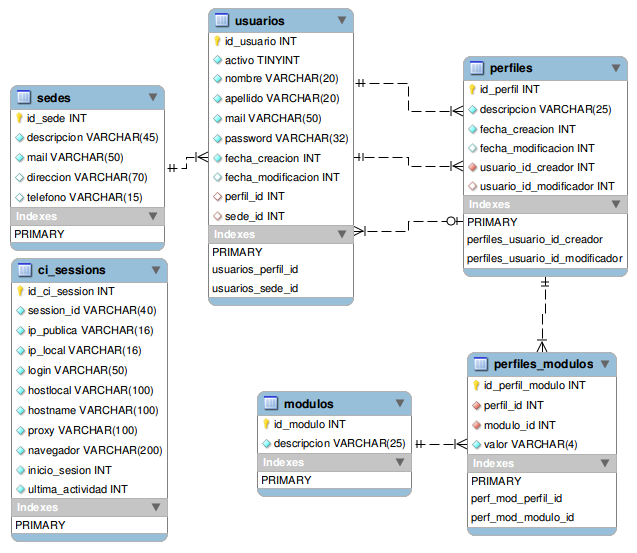 usuarios
id_usuario INT
activo TINYINT
nombre VARCHAR(20)
apellido VARCHAR(20)
mail VARCHAR(50)
password VARCHAR(32)
fecha_creacion INT
fecha_modificacion INT
perfil_id INT
sede_id INT
Indexes
PRIMARY
usuarios_perfil_id
usuarios_sede_id
perfiles
id_perfil INT
descripcion VARCHAR(25)
fecha_creacion INT
fecha_modificacion INT
usuario_id_creador INT
usuario_id_modificador INT
Indexes
PRIMARY
perfiles_usuario_id_creador
perfiles_usuario_id_modificador
sedes
id_sede INT
descripcion VARCHAR(45)
mail VARCHAR(50)
direccion VARCHAR(70)
telefono VARCHAR(15)
Indexes
PRIMARY
ci_sessions
id_ci_session INT
session_id VARCHAR(40)
ip_publica VARCHAR(16)
ip_local VARCHAR(16)
login VARCHAR(50)
hostlocal VARCHAR(100)
hostname VARCHAR(100)
proxy VARCHAR(100)
navegador VARCHAR(200)
inicio_sesion INT
ultima_actividad INT
Indexes
PRIMARY
modulos
id_modulo INT
descripcion VARCHAR(25)
Indexes
PRIMARY
perfiles_modulos
id_perfil_modulo INT
perfil_id INT
modulo_id INT
valor VARCHAR(4)
Indexes
PRIMARY
perf_mod_perfil_id
perf_mod_modulo_id